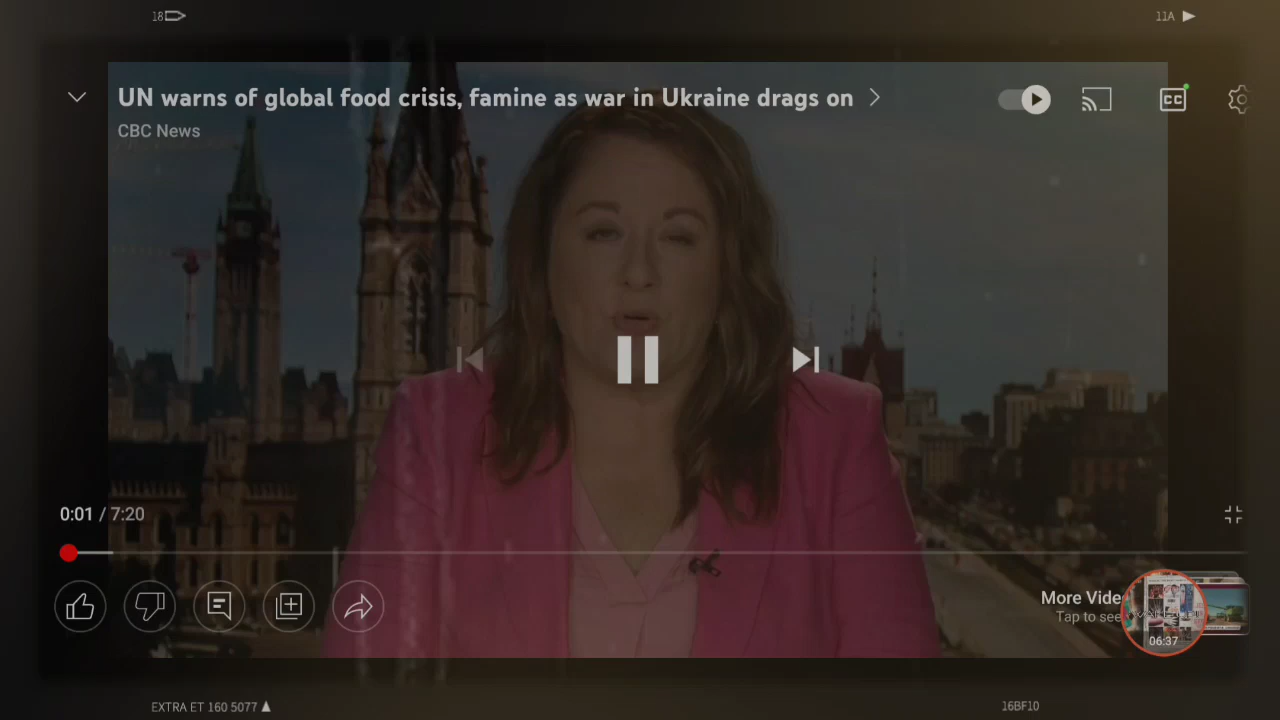 18
11A
UN warns of global food crisis, famine as war in Ukraine drags on
CBC News
CC
0:01 / 7:20
More Vide
Tap to see
06:37
EXTRA ET 160 5077
16BF10